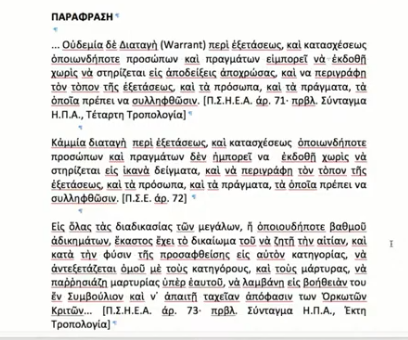 ΠΑΡΑΦΡΑΣΗ
... Οὐδεμία δὲ Διαταγὴ (Warrant) περὶ ἐξετάσεως, καὶ κατασχέσεως
ὁποιωνδήποτε προσώπων καὶ πραγμάτων εἰμπορεῖ νὰ ἐκδοθῇ
χωρὶς νὰ στηρίζεται εἰς ἀποδείξεις ἀποχρώσας, καὶ να περιγράφῃ
τὸν τόπον τῆς ἐξετάσεως, καὶ τὰ πρόσωπα, καὶ τὰ πράγματα, τὰ
ὁποῖα πρέπει να συλληφθῶσιν. [Π.Σ.Η.Ε.Α. ἀρ. 71· πρβλ. Σύνταγμα
Η.Π.Α., Τέταρτη Τροπολογία]
Κἀμμία διαταγὴ περὶ ἐξετάσεως, καὶ κατασχέσεως ὁποιωνδήποτε
προσώπων καὶ πραγμάτων δὲν ἠμπορεῖ να ἐκδοθῇ χωρὶς νὰ
στηρίζεται εἰς ἱκανὰ δείγματα, καὶ νὰ περιγράφῃ τὸν τόπον τῆς
ἐξετάσεως, καὶ τὰ πρόσωπα, καὶ τὰ πράγματα, τὰ ὁποῖα πρέπει να
συλληφθῶσιν. [Π.Σ.Ε. ἀρ. 72]
Εἰς ὅλας τὰς διαδικασίας τῶν μεγάλων, ἢ ὁποιουδήποτε βαθμοῦ
ἀδικημάτων, ἕκαστος ἔχει τὸ δικαίωμα τοῦ νὰ ζητῇ τὴν αἰτίαν, καὶ
κατὰ τὴν φύσιν τῆς προσαφθείσης εἰς αὐτὸν κατηγορίας, νὰ
ἀντεξετάζεται ὁμοῦ μὲ τοὺς κατηγόρους, καὶ τοὺς μάρτυρας, νὰ
παῤῥησιάζῃ μαρτυρίας ὑπὲρ ἑαυτοῦ, νὰ λαμβάνῃ εἰς βοήθειάν του
ἓν Συμβούλιον καὶ ν᾽ ἀπαιτῇ ταχεῖαν ἀπόφασιν των Ὁρκωτῶν
Κριτῶν... [Π.Σ.Η.Ε.Α. ἀρ. 73· πρβλ. Σύνταγμα Η.Π.Α., Ἕκτη
Τροπολογία]